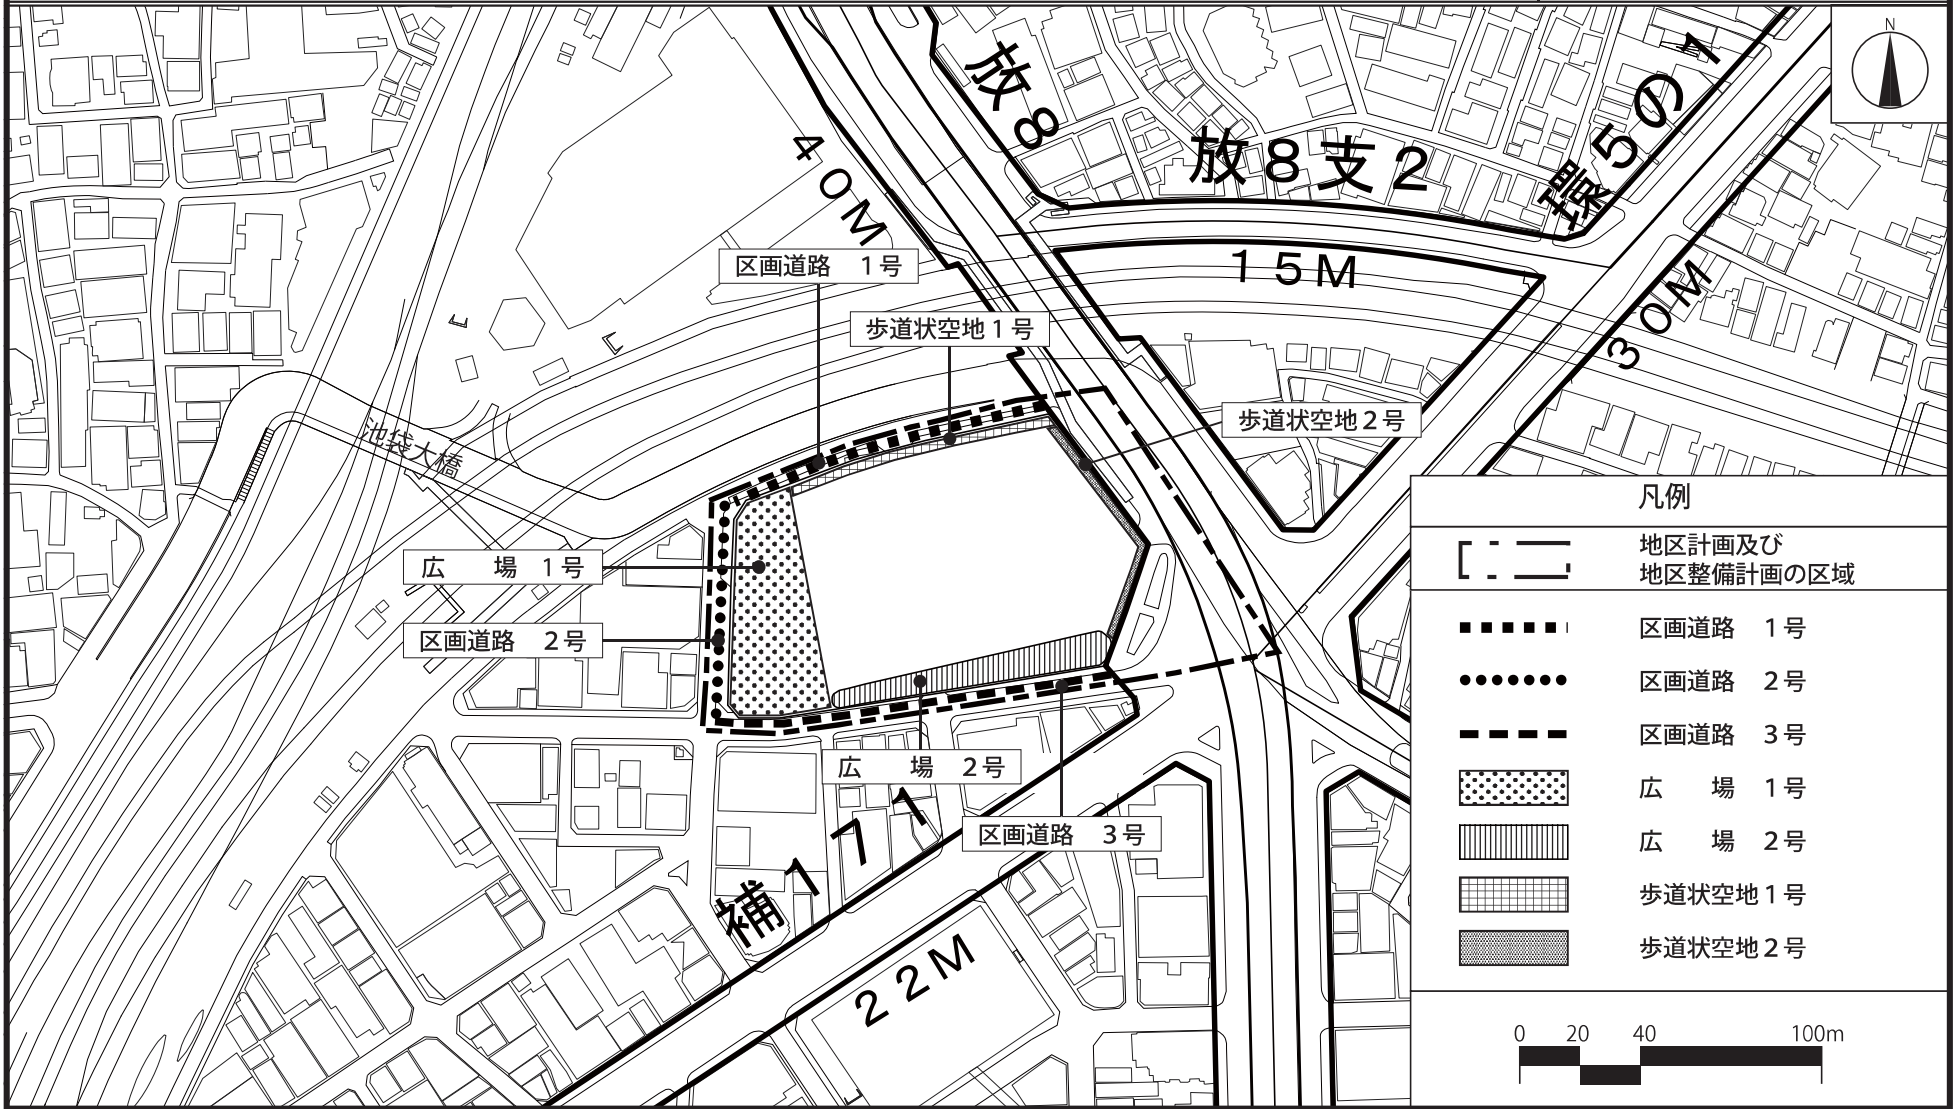 N
放8
放8支2
環5の1
40M
15M
30M
区画道路　1号
歩道状空地1号
歩道状空地2号
池袋大橋
広　場　1号
区画道路　2号
広　場　2号
区画道路　3号
補171
22M
凡例
地区計画及び
地区整備計画の区域
区画道路　1号
区画道路　2号
区画道路　3号
広　場　1号
広　場　2号
歩道状空地1号
歩道状空地2号
0 20 40 100m